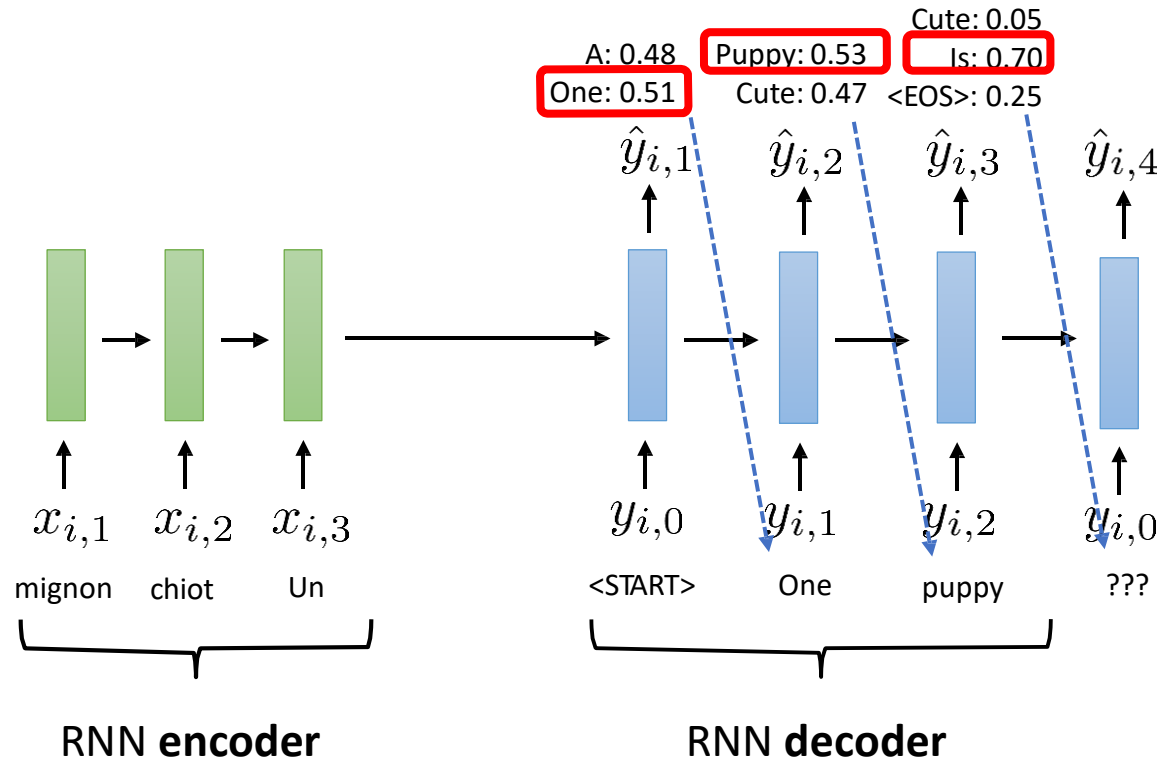 Cute: 0.05
A: 0.48 Puppy: 0.53 Is: 0.70
One: 0.51 Cute: 0.47 <EOS>: 0.25
ŷi,1 ŷi,2 ŷi,3 ŷi,4
xi,1 xi,2 xi,3 yi,0 yi,1 yi,2 yi,0
mignon chiot Un <START> One puppy ???
RNN encoder RNN decoder